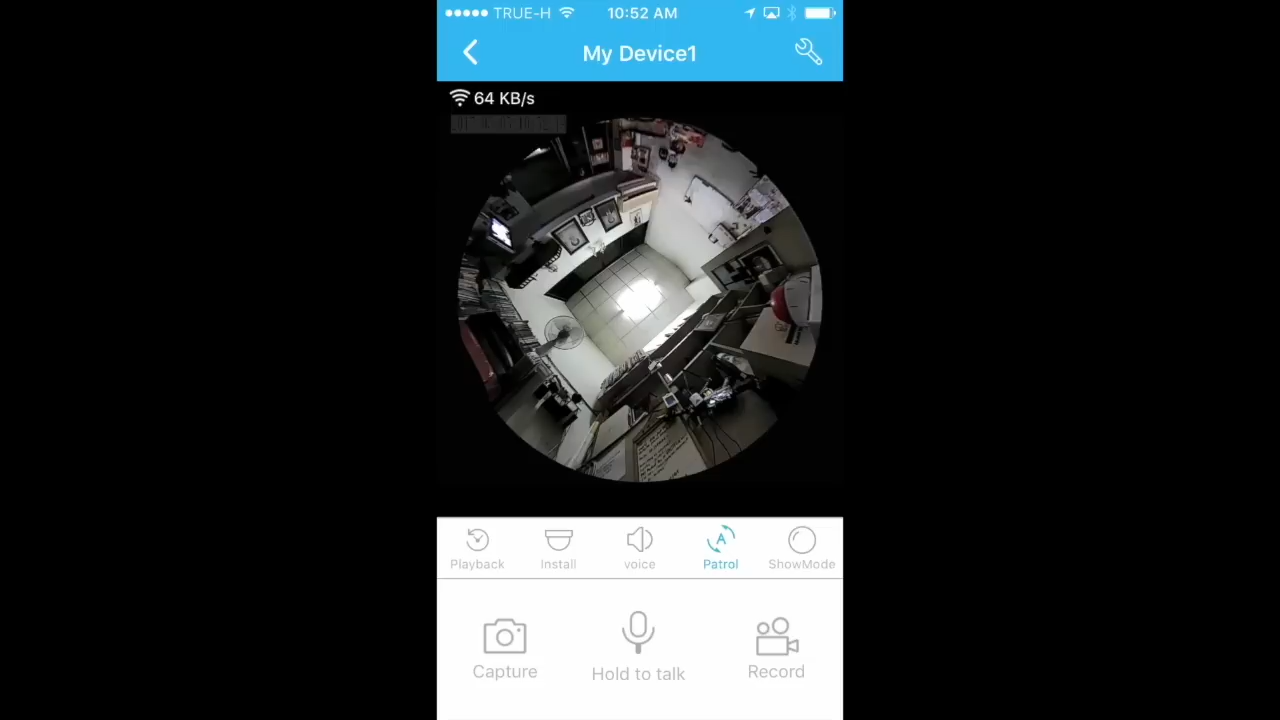 TRUE-H 10:52 AM
My Device1
64 KB/s
Playback Install voice Patrol ShowMode
Capture Hold to talk Record